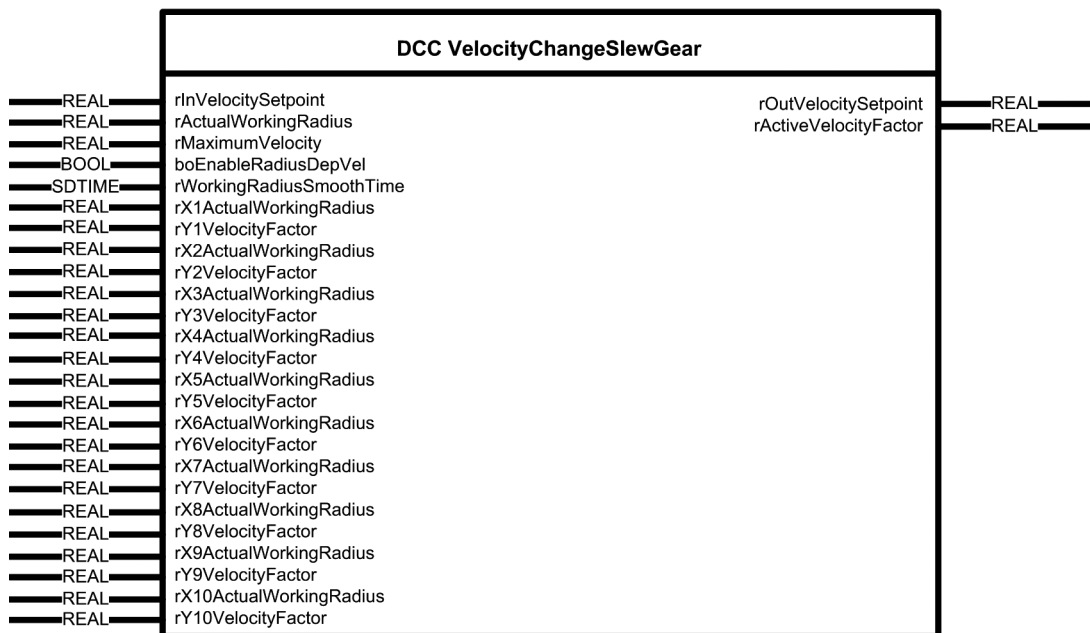 DCC VelocityChangeSlewGear
REAL rInVelocitySetpoint rOutVelocitySetpoint REAL
REAL rActualWorkingRadius rActiveVelocityFactor REAL
REAL rMaximumVelocity
BOOL boEnableRadiusDepVel
SDTIME rWorkingRadiusSmoothTime
REAL rX1ActualWorkingRadius
REAL rY1VelocityFactor
REAL rX2ActualWorkingRadius
REAL rY2VelocityFactor
REAL rX3ActualWorkingRadius
REAL rY3VelocityFactor
REAL rX4ActualWorkingRadius
REAL rY4VelocityFactor
REAL rX5ActualWorkingRadius
REAL rY5VelocityFactor
REAL rX6ActualWorkingRadius
REAL rY6VelocityFactor
REAL rX7ActualWorkingRadius
REAL rY7VelocityFactor
REAL rX8ActualWorkingRadius
REAL rY8VelocityFactor
REAL rX9ActualWorkingRadius
REAL rY9VelocityFactor
REAL rX10ActualWorkingRadius
REAL rY10VelocityFactor